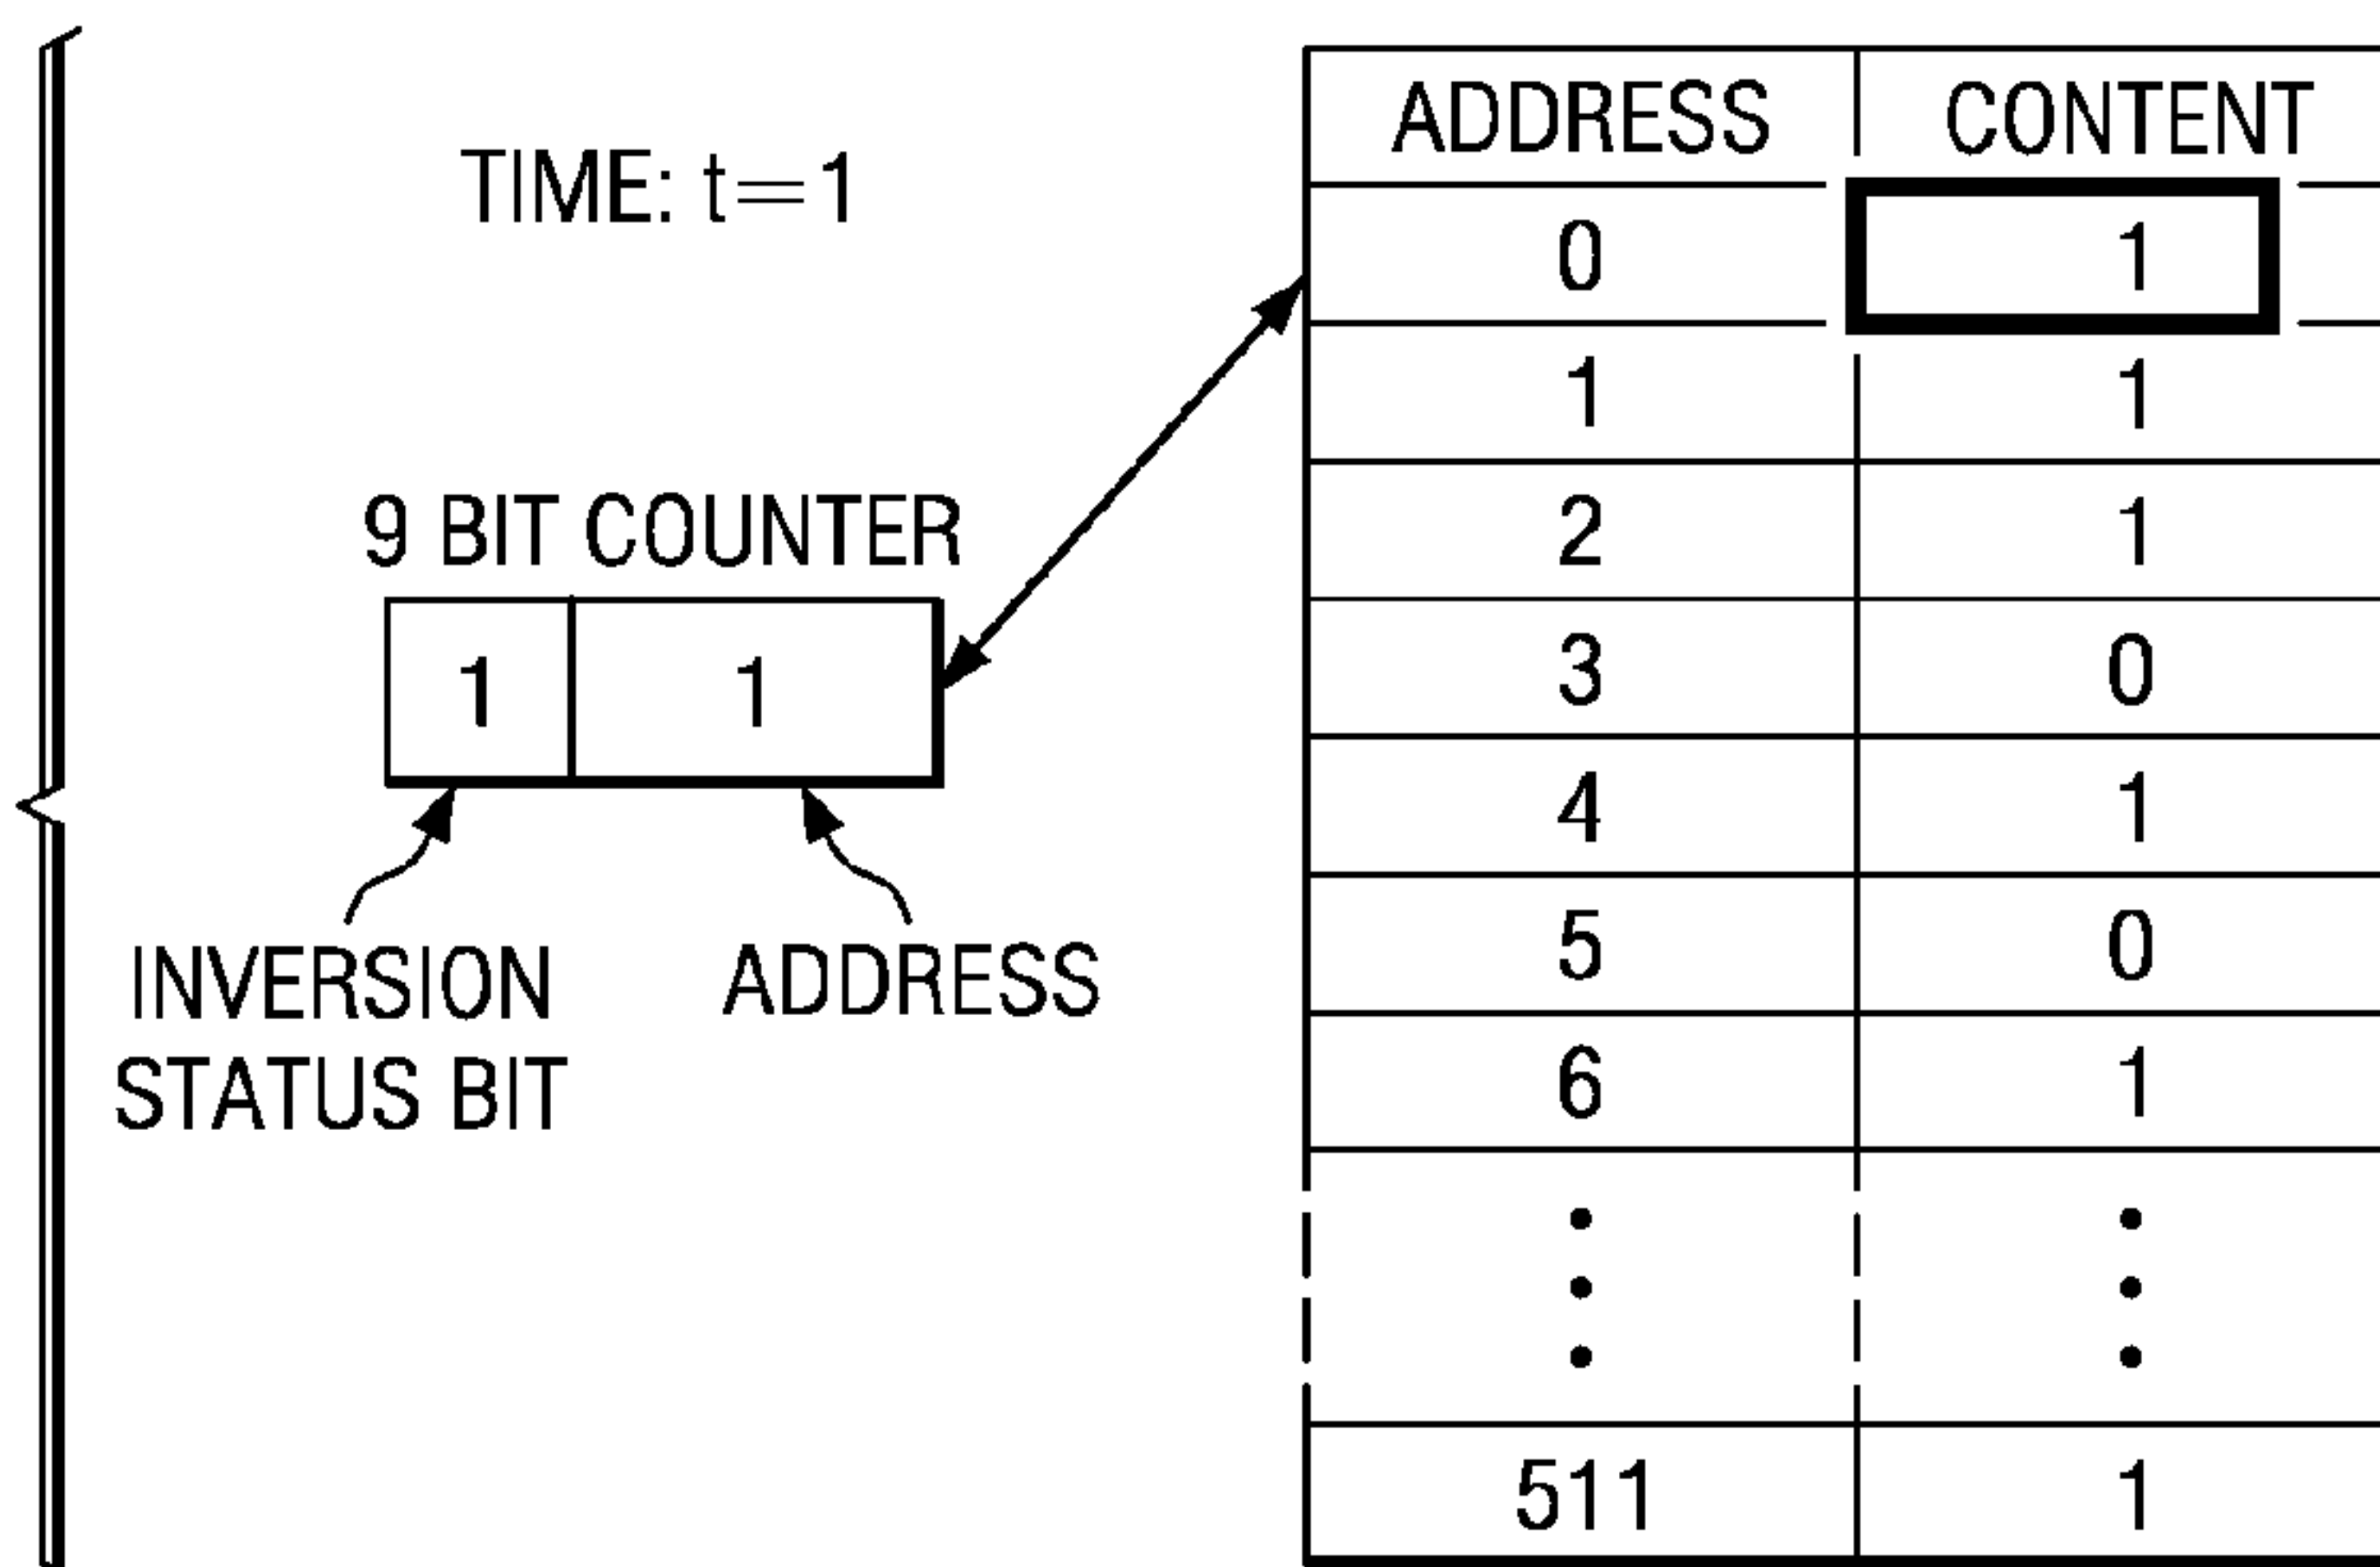 TIME: t=1
9 BIT COUNTER
1 1
INVERSION
STATUS BIT
ADDRESS
ADDRESS CONTENT
0 1
1 1
2 1
3 0
4 1
5 0
6 1
511 1